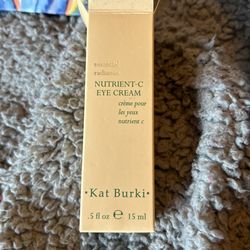 essential
radiance
NUTRIENT-C
EYE CREAM
crème pour
les yeux
nutrient c
•Kat Burki•
.5 fl oz ℮ 15 ml